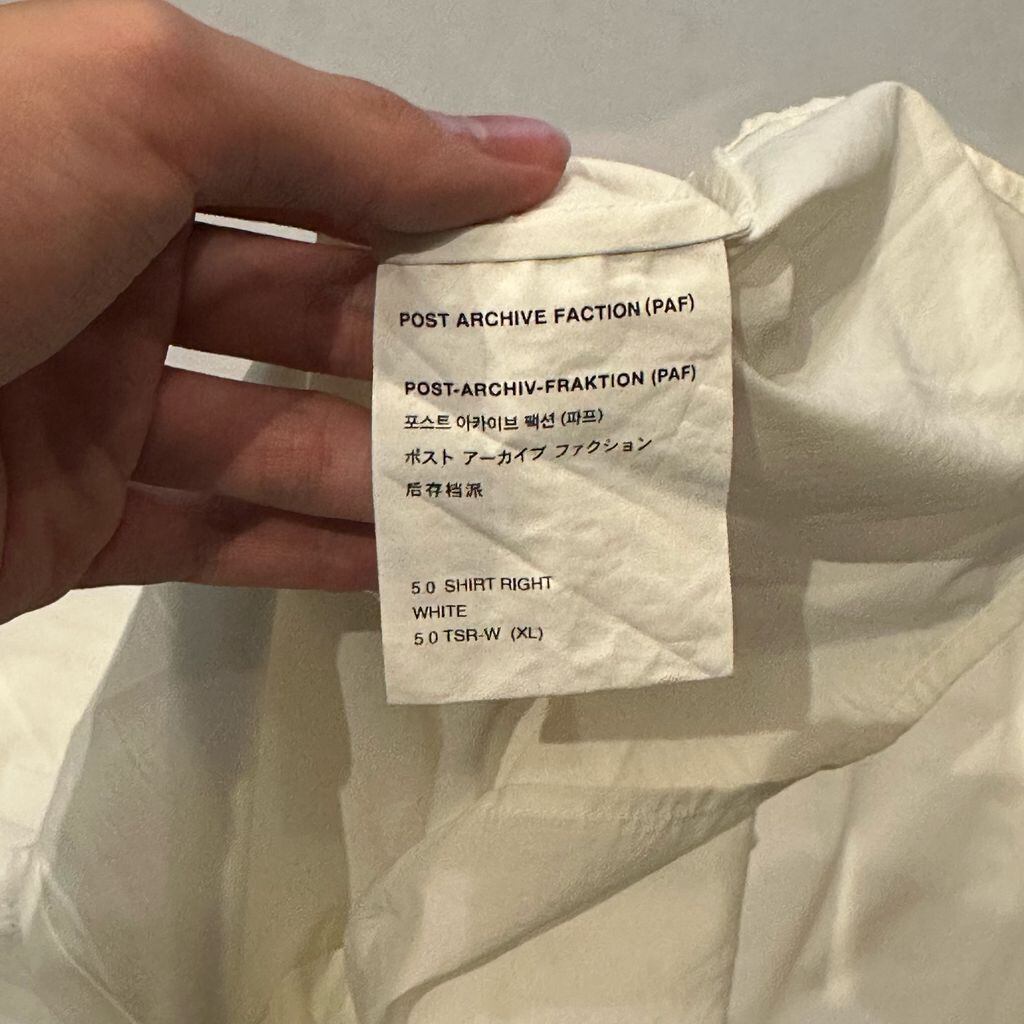 POST ARCHIVE FACTION (PAF)
POST-ARCHIV-FRAKTION (PAF)
포스트 아카이브 팩션 (파프)
ポスト アーカイブ ファクション
后存档派
5.0 SHIRT RIGHT
WHITE
5.0 TSR-W (XL)